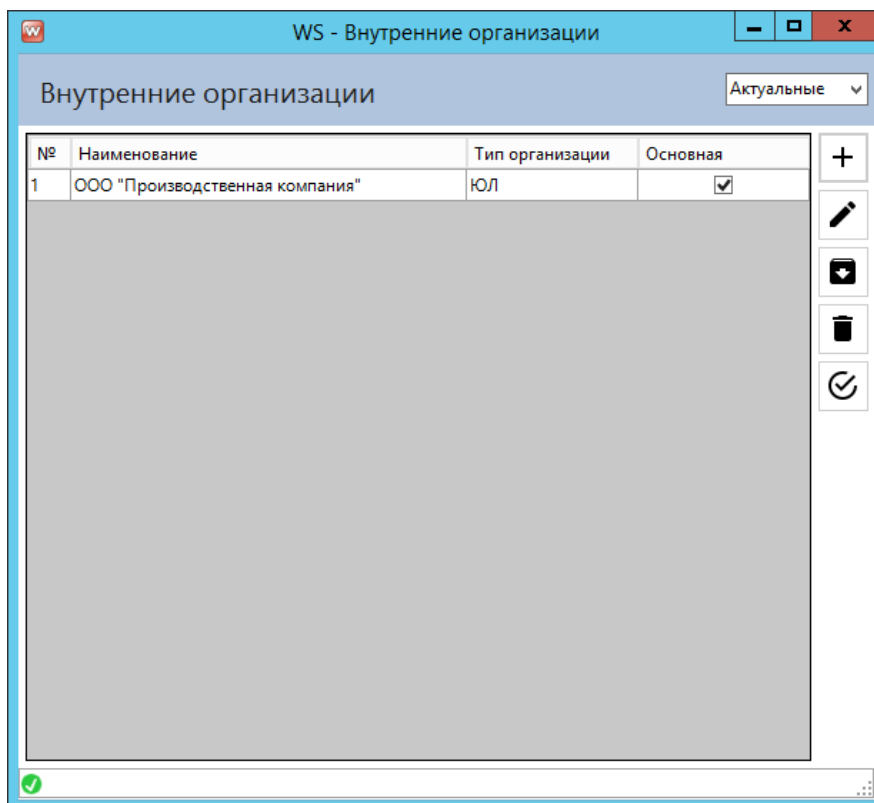 WS - Внутренние организации
Внутренние организации
Актуальные
№ Наименование Тип организации Основная
1 ООО "Производственная компания" ЮЛ